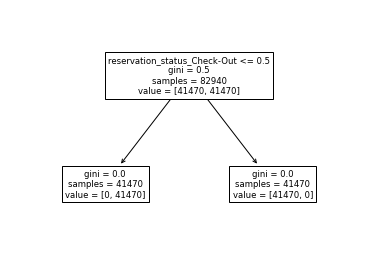 reservation_status_Check-Out <= 0.5
gini = 0.5
samples = 82940
value = [41470, 41470]
gini = 0.0
samples = 41470
value = [0, 41470]
gini = 0.0
samples = 41470
value = [41470, 0]